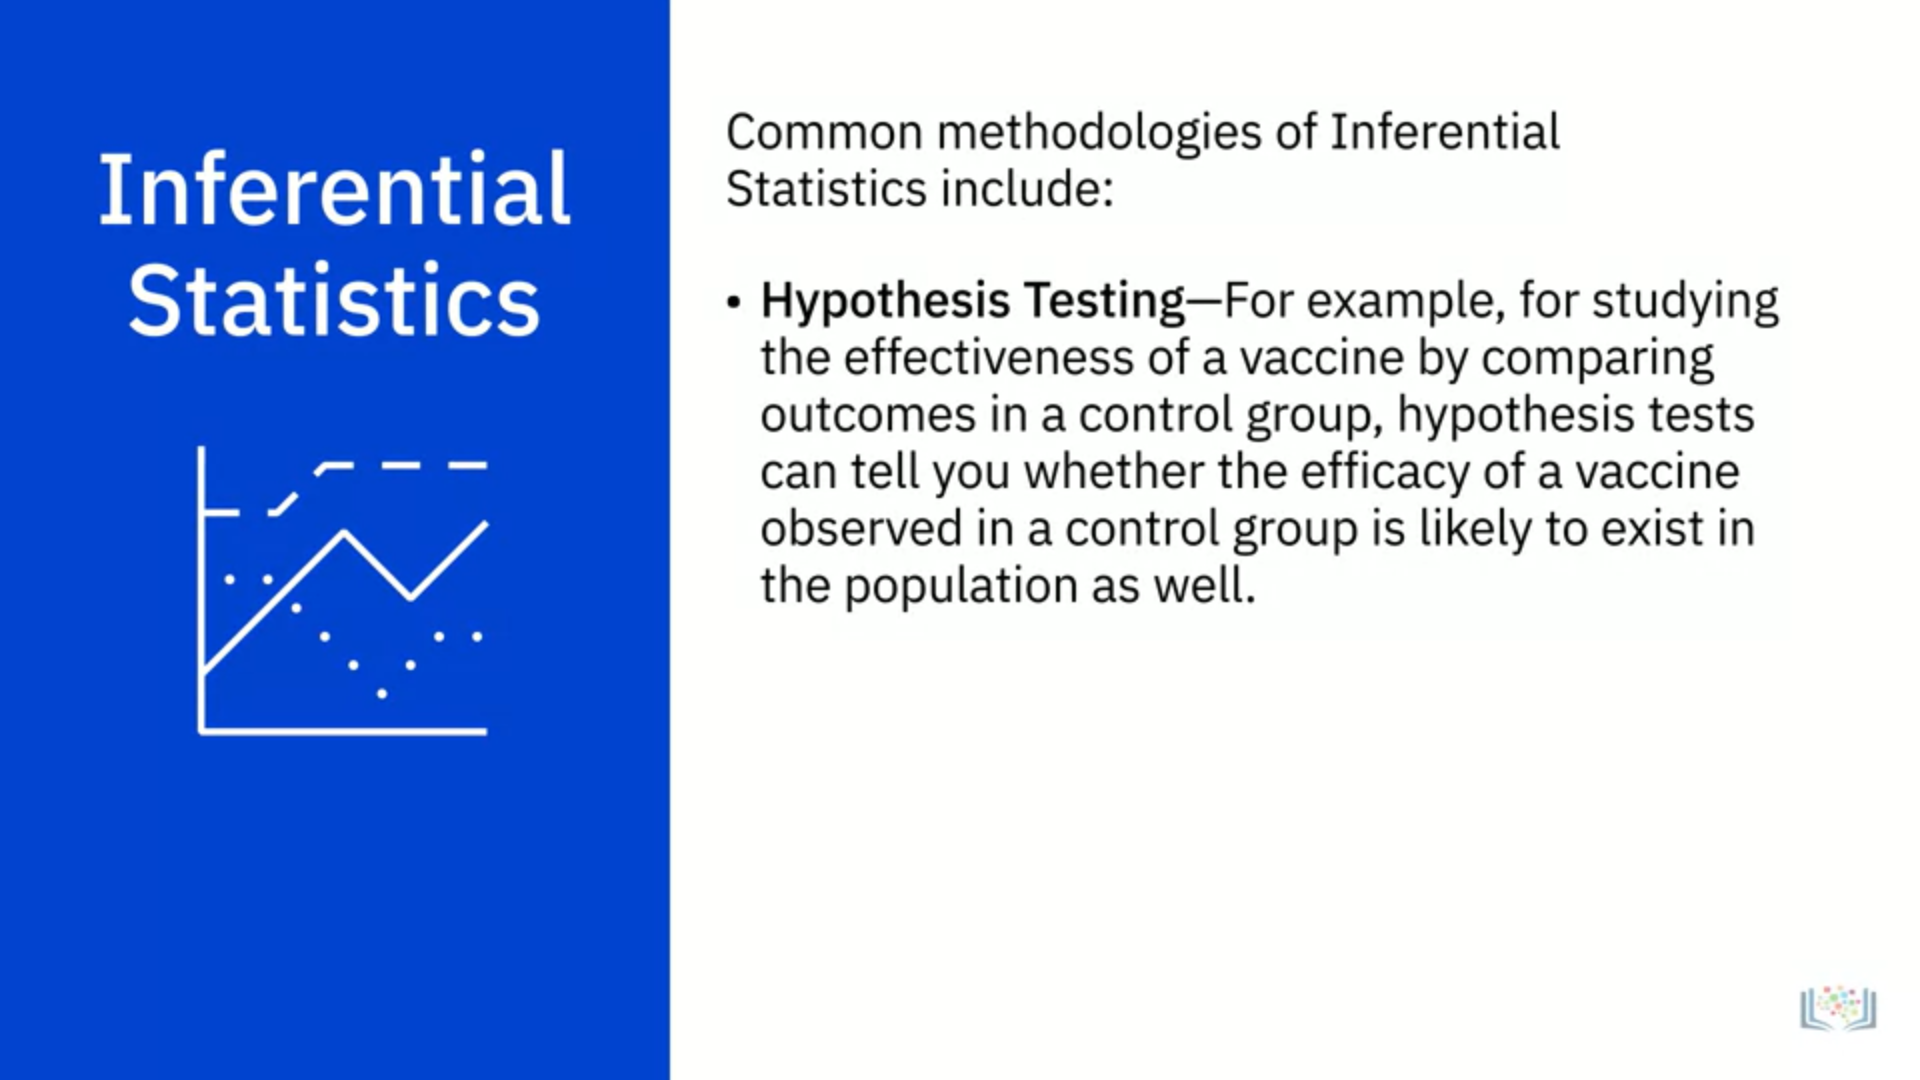 Inferential
Statistics
Common methodologies of Inferential
Statistics include:
• Hypothesis Testing—For example, for studying
the effectiveness of a vaccine by comparing
outcomes in a control group, hypothesis tests
can tell you whether the efficacy of a vaccine
observed in a control group is likely to exist in
the population as well.